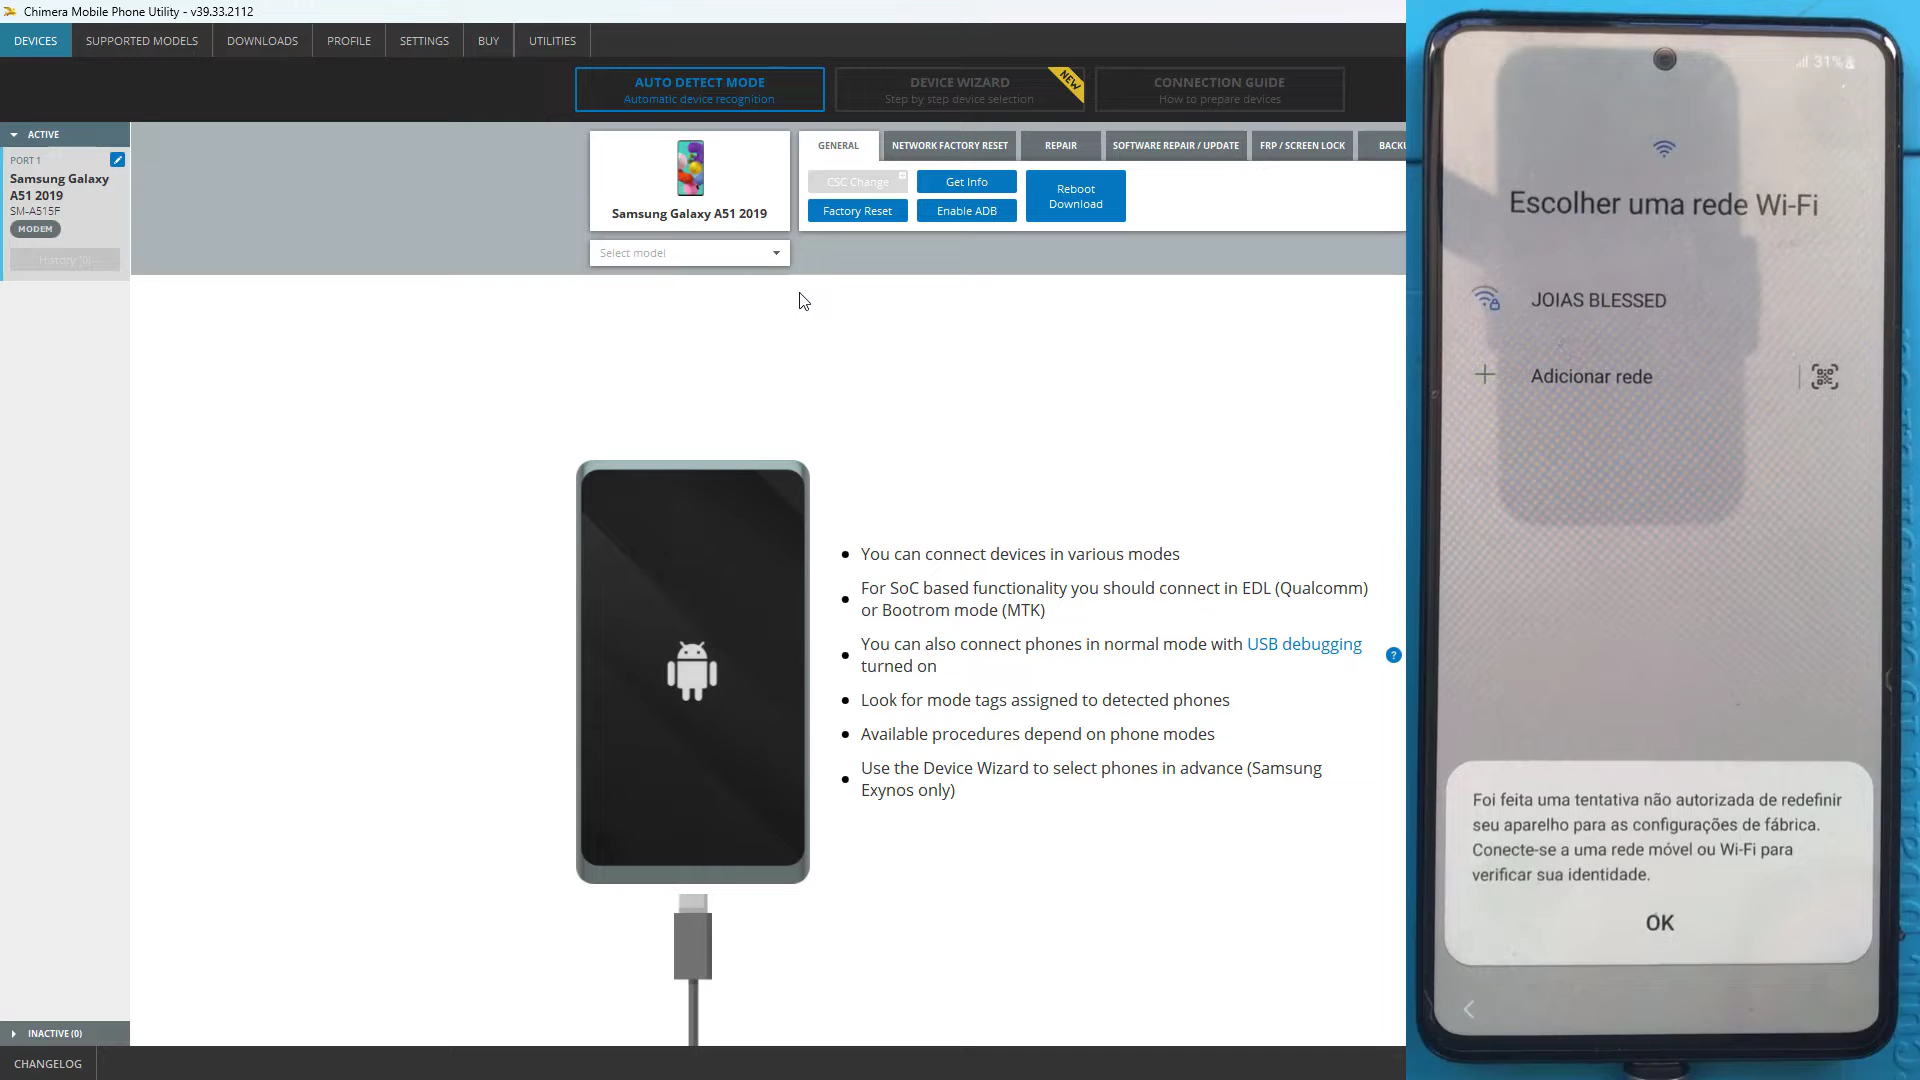 Chimera Mobile Phone Utility - v39.33.2112
DEVICES
SUPPORTED MODELS
DOWNLOADS
PROFILE
SETTINGS
BUY
UTILITIES
AUTO DETECT MODE
Automatic device recognition
DEVICE WIZARD
Step by step device selection
NEW
CONNECTION GUIDE
How to prepare devices
ACTIVE
PORT 1
Samsung Galaxy
A51 2019
SM-A515F
MODEM
History [0]
Samsung Galaxy A51 2019
Select model
GENERAL
NETWORK FACTORY RESET
REPAIR
SOFTWARE REPAIR / UPDATE
FRP / SCREEN LOCK
BACKU
CSC Change
Get Info
Reboot
Download
Factory Reset
Enable ADB
You can connect devices in various modes
For SoC based functionality you should connect in EDL (Qualcomm)
or Bootrom mode (MTK)
You can also connect phones in normal mode with USB debugging
turned on
?
Look for mode tags assigned to detected phones
Available procedures depend on phone modes
Use the Device Wizard to select phones in advance (Samsung
Exynos only)
INACTIVE (0)
CHANGELOG
31%
Escolher uma rede Wi-Fi
JOIAS BLESSED
Adicionar rede
Foi feita uma tentativa não autorizada de redefinir
seu aparelho para as configurações de fábrica.
Conecte-se a uma rede móvel ou Wi-Fi para
verificar sua identidade.
OK